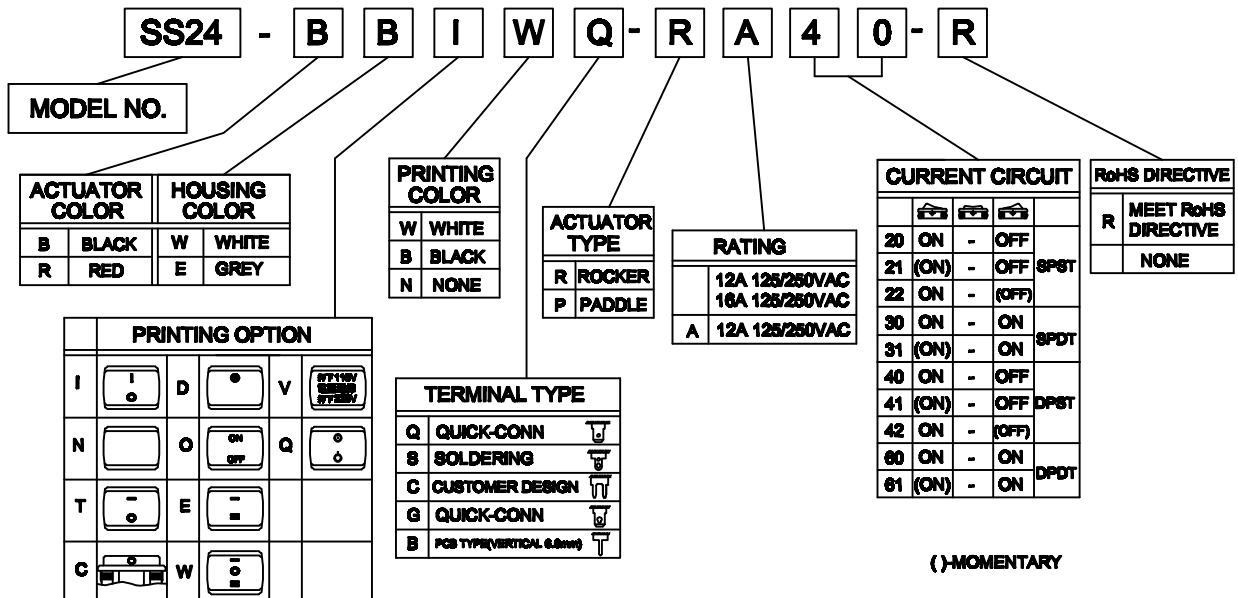 SS24 - B B I W Q - R A 4 0 - R
MODEL NO.
ACTUATOR COLOR
B BLACK
R RED
HOUSING COLOR
W WHITE
E GREY
PRINTING COLOR
W WHITE
B BLACK
N NONE
ACTUATOR TYPE
R ROCKER
P PADDLE
RATING
12A 125/250VAC
16A 125/250VAC
A 12A 125/250VAC
CURRENT CIRCUIT
20 ON - OFF
21 (ON) - OFF SPST
22 ON - (OFF)
30 ON - ON
31 (ON) - ON SPDT
40 ON - OFF
41 (ON) - OFF DPST
42 ON - (OFF)
60 ON - ON
61 (ON) - ON DPDT
RoHS DIRECTIVE
R MEET RoHS
DIRECTIVE
NONE
PRINTING OPTION
I I O D V
N O ON OFF Q
T - O E - =
C O W - O =
TERMINAL TYPE
Q QUICK-CONN
S SOLDERING
C CUSTOMER DESIGN
G QUICK-CONN
B PCB TYPE(VERTICAL 6.8mm)
( )-MOMENTARY